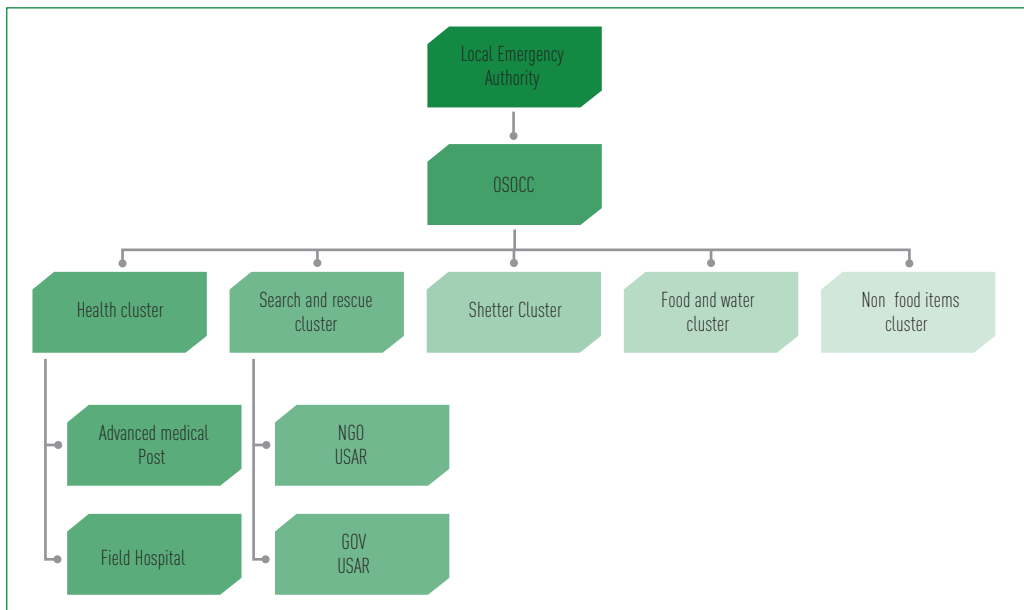 Local Emergency
Authority
OSOCC
Health cluster
Search and rescue
cluster
Shetter Cluster
Food and water
cluster
Non food items
cluster
Advanced medical
Post
NGO
USAR
Field Hospital
GOV
USAR